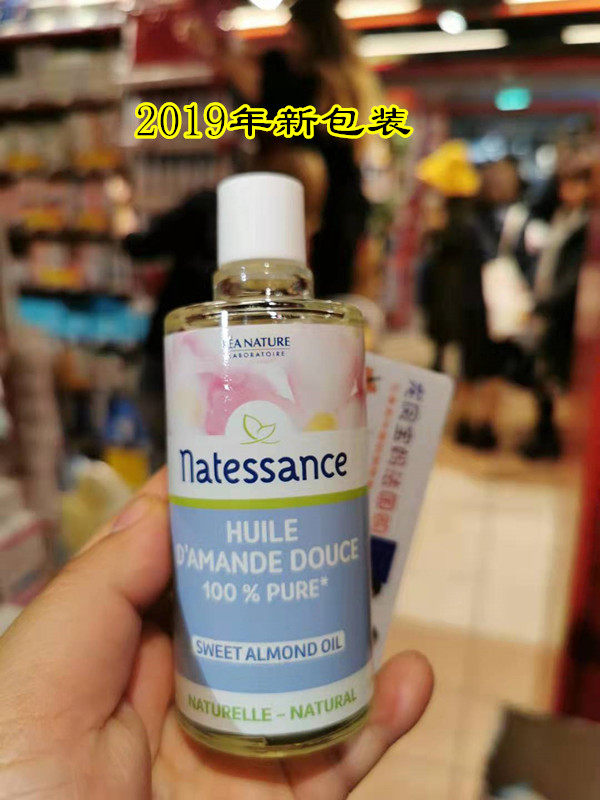 2019年新包装
ÉA NATURE
LABORATOIRE
Natessance
HUILE
D'AMANDE DOUCE
100 % PURE*
SWEET ALMOND OIL
NATURELLE – NATURAL